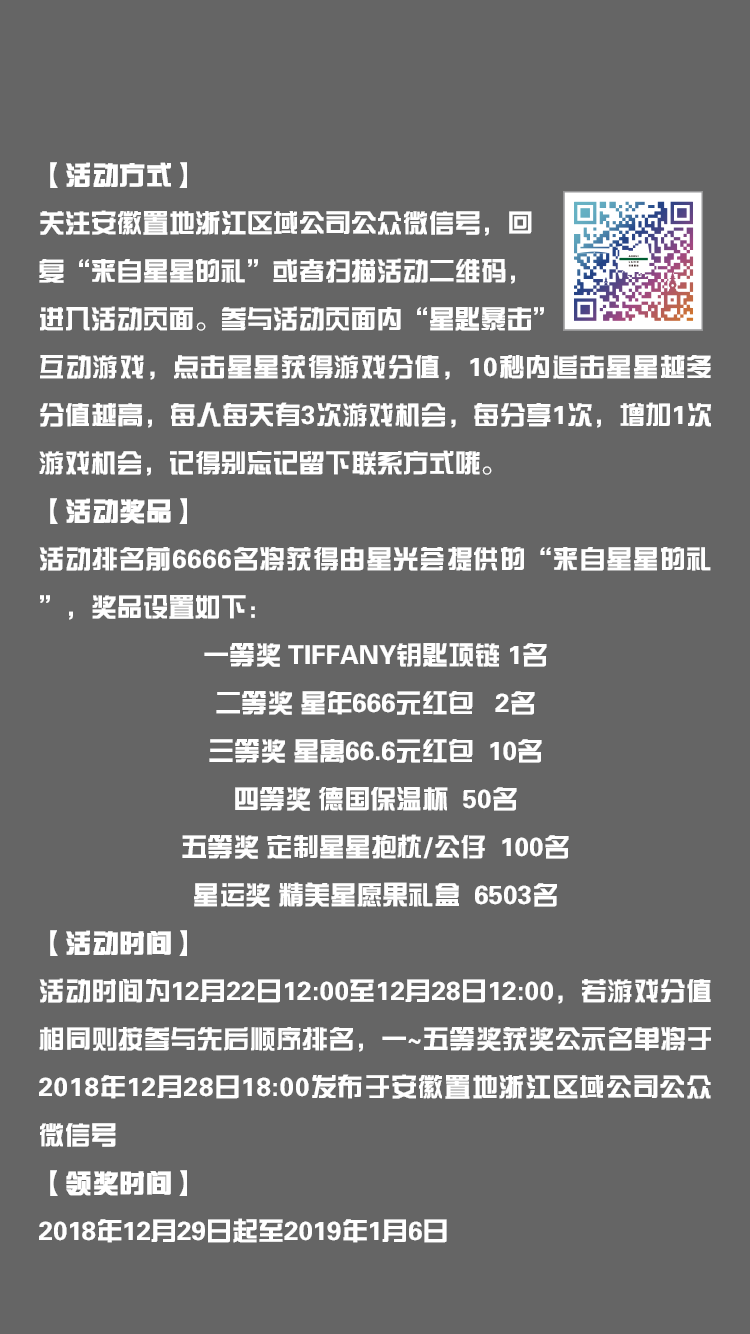 【活动方式】
关注安徽置地浙江区域公司公众微信号，回
复“来自星星的礼”或者扫描活动二维码，
进入活动页面。参与活动页面内“星匙暴击”
互动游戏，点击星星获得游戏分值，10秒内追击星星越多
分值越高，每人每天有3次游戏机会，每分享1次，增加1次
游戏机会，记得别忘记留下联系方式哦。
【活动奖品】
活动排名前6666名将获得由星光荟提供的“来自星星的礼
”，奖品设置如下：
一等奖 TIFFANY钥匙项链 1名
二等奖 星年666元红包 2名
三等奖 星寓66.6元红包 10名
四等奖 德国保温杯 50名
五等奖 定制星星抱枕/公仔 100名
星运奖 精美星愿果礼盒 6503名
【活动时间】
活动时间为12月22日12:00至12月28日12:00，若游戏分值
相同则按参与先后顺序排名，一~五等奖获奖公示名单将于
2018年12月28日18:00发布于安徽置地浙江区域公司公众
微信号
【领奖时间】
2018年12月29日起至2019年1月6日